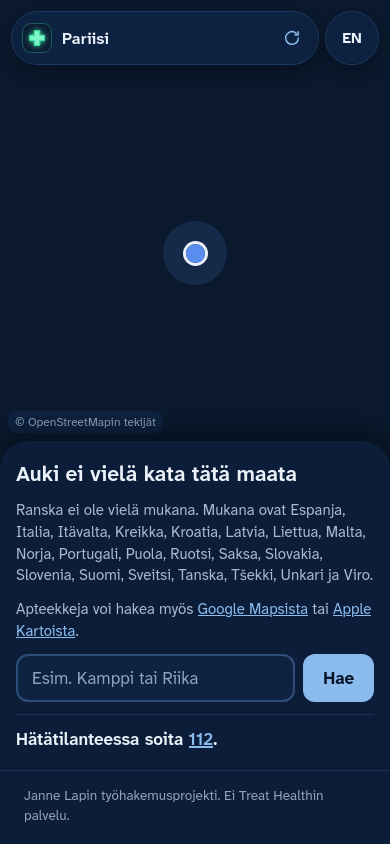 Pariisi
EN
© OpenStreetMapin tekijät
Auki ei vielä kata tätä maata
Ranska ei ole vielä mukana. Mukana ovat Espanja,
Italia, Itävalta, Kreikka, Kroatia, Latvia, Liettua, Malta,
Norja, Portugali, Puola, Ruotsi, Saksa, Slovakia,
Slovenia, Suomi, Sveitsi, Tanska, Tšekki, Unkari ja Viro.
Apteekkeja voi hakea myös Google Mapsista tai Apple
Kartoista.
Esim. Kamppi tai Riika
Hae
Hätätilanteessa soita 112.
Janne Lapin työhakemusprojekti. Ei Treat Healthin
palvelu.